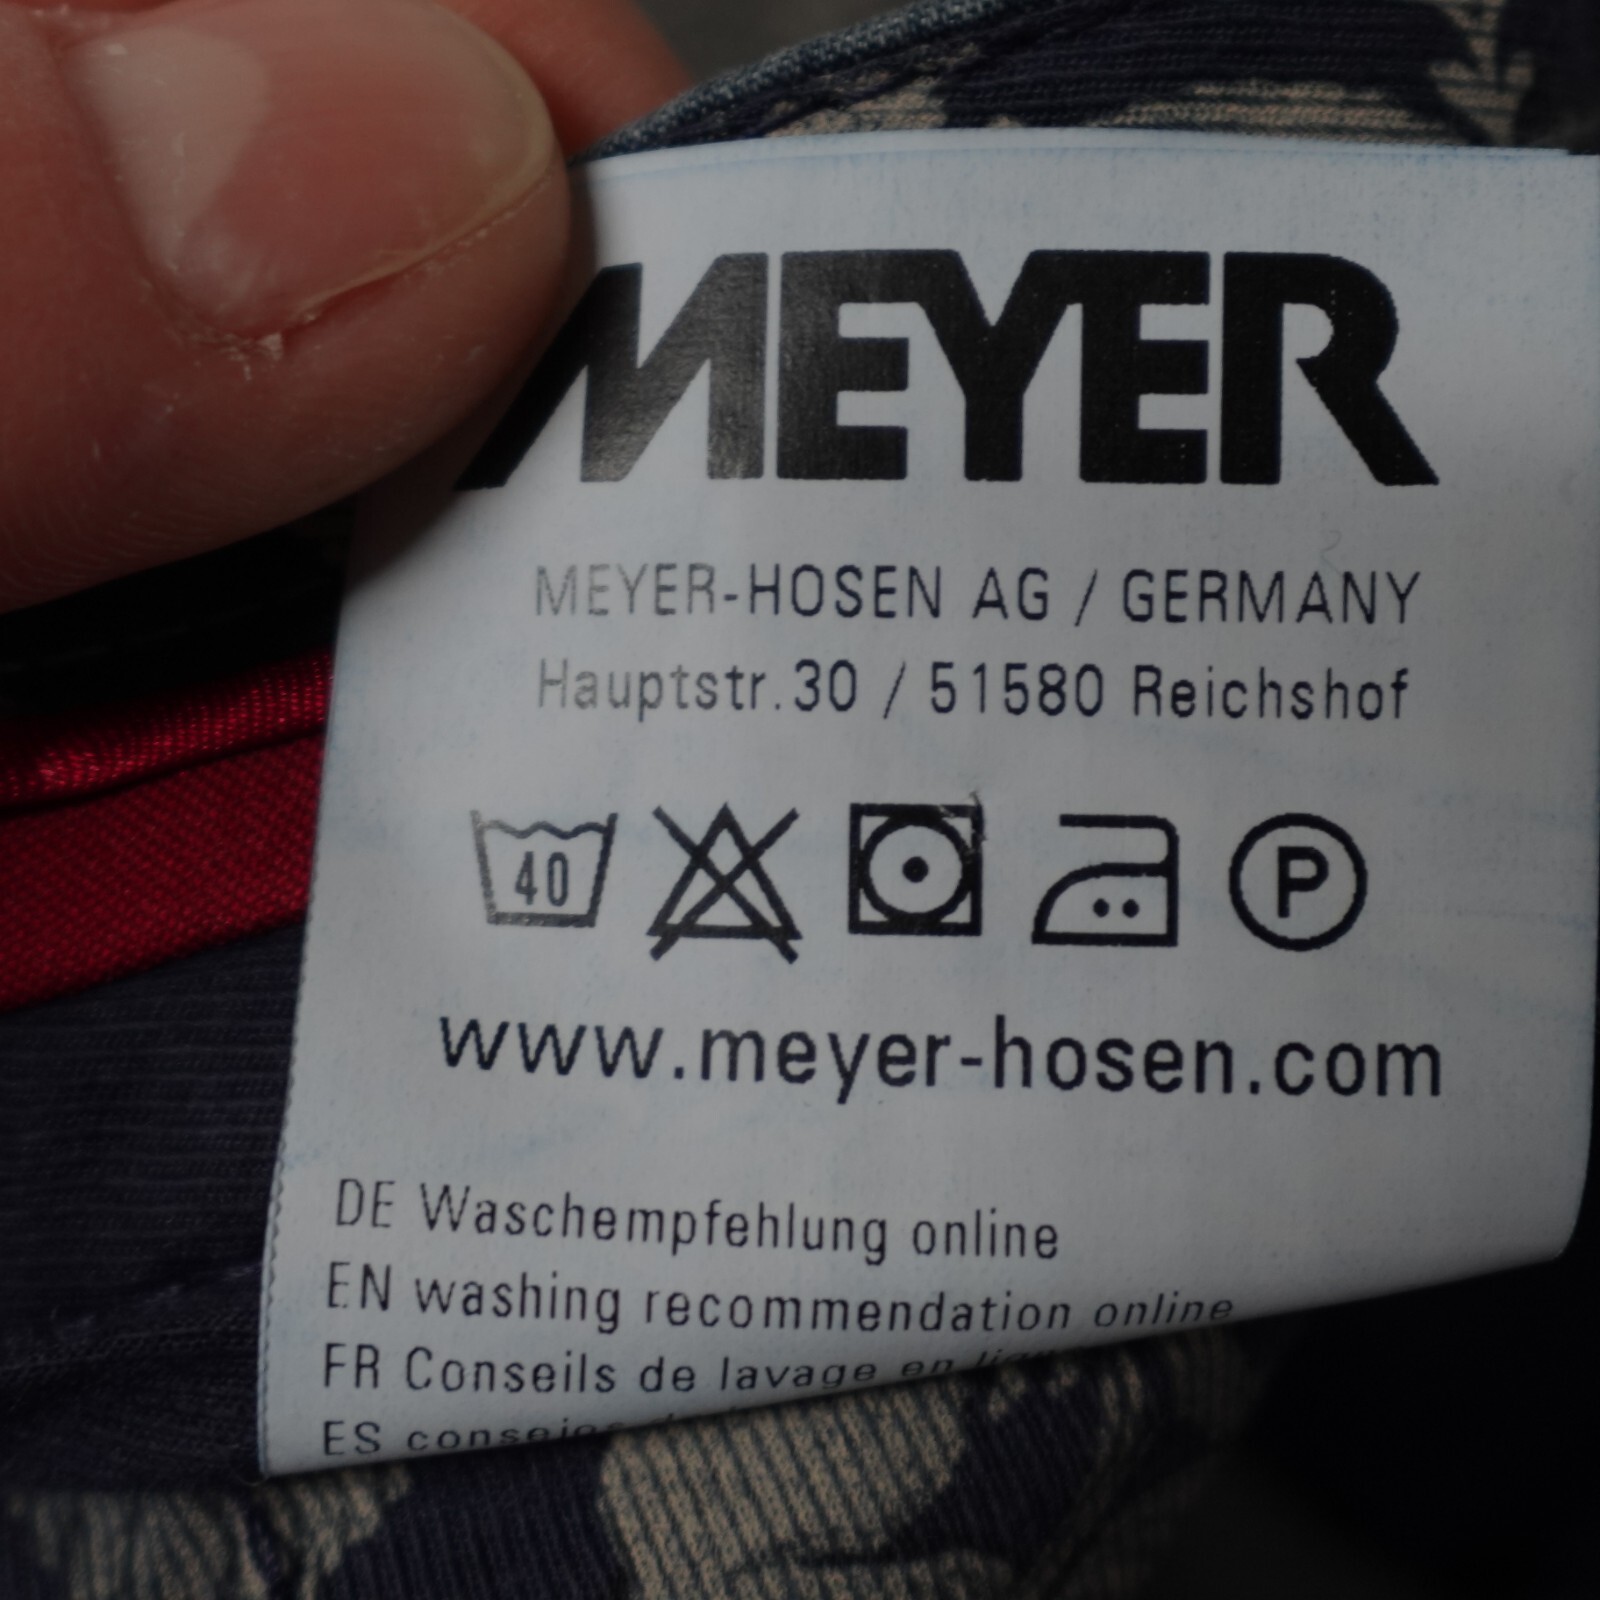 MEYER
MEYER-HOSEN AG / GERMANY
Hauptstr. 30 / 51580 Reichshof
40 P
www.meyer-hosen.com
DE Waschempfehlung online
EN washing recommendation online
FR Conseils de lavage en
ES